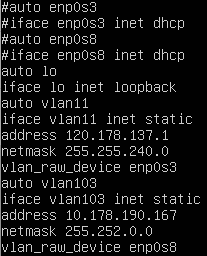 #auto enp0s3
#iface enp0s3 inet dhcp
#auto enp0s8
#iface enp0s8 inet dhcp
auto lo
iface lo inet loopback
auto vlan11
iface vlan11 inet static
address 120.178.137.1
netmask 255.255.240.0
vlan_raw_device enp0s3
auto vlan103
iface vlan103 inet static
address 10.178.190.167
netmask 255.252.0.0
vlan_raw_device enp0s8